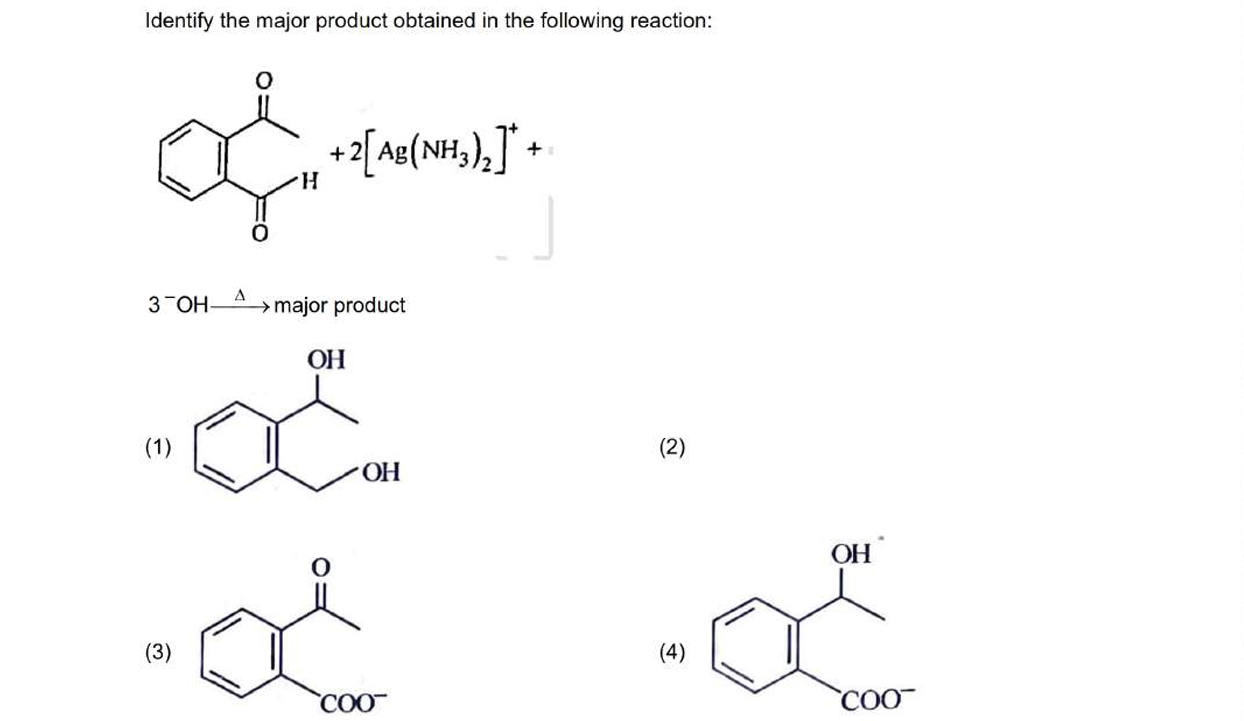 Identify the major product obtained in the following reaction:
O
H
O
+2[Ag(NH₃)₂]⁺ +
3 ⁻OH —Δ→ major product
(1)
OH
OH
(2)
(3)
O
COO⁻
(4)
OH
COO⁻